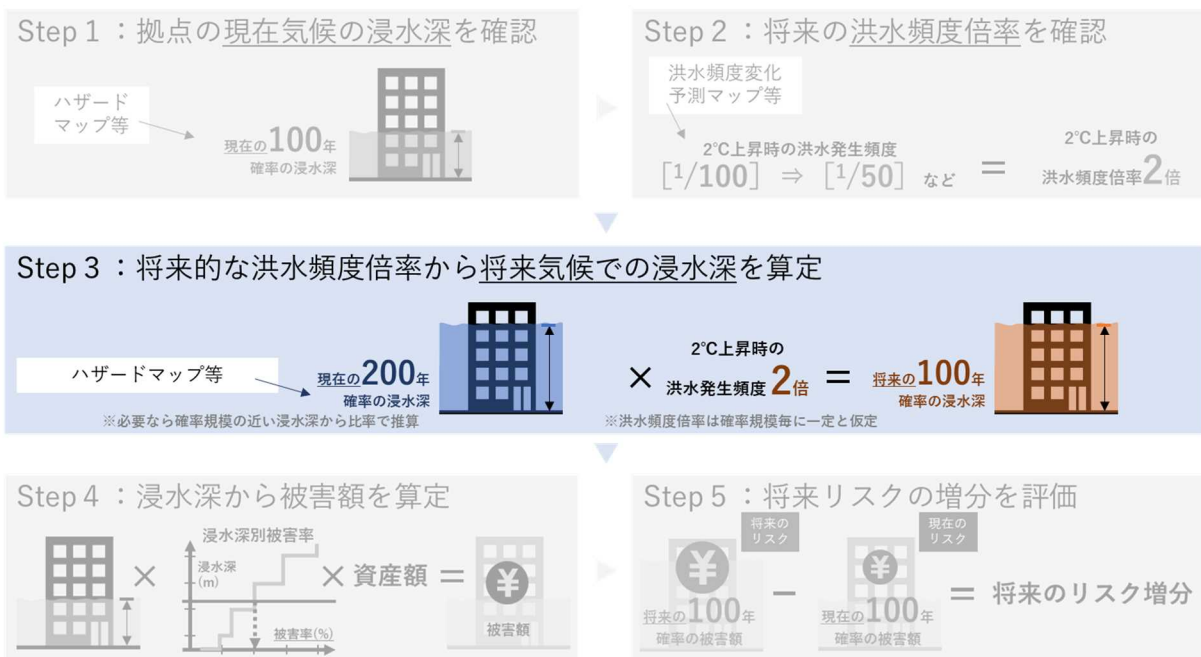 Step 1 ：拠点の現在気候の浸水深を確認
ハザード
マップ等
現在の100年
確率の浸水深
Step 2 ：将来の洪水頻度倍率を確認
洪水頻度変化
予測マップ等
2℃上昇時の洪水発生頻度
[1/100] ⇒ [1/50] など
=
2℃上昇時の
洪水頻度倍率2倍
Step 3 ：将来的な洪水頻度倍率から将来気候での浸水深を算定
ハザードマップ等
現在の200年
確率の浸水深
※必要なら確率規模の近い浸水深から比率で推算
×
2℃上昇時の
洪水発生頻度 2倍
=
将来の100年
確率の浸水深
※洪水頻度倍率は確率規模毎に一定と仮定
Step 4 ：浸水深から被害額を算定
×
浸水深別被害率
浸水深
(m)
被害率(%)
× 資産額 =
¥
被害額
Step 5 ：将来リスクの増分を評価
将来の
リスク
¥
将来の100年
確率の被害額
−
現在の
リスク
¥
現在の100年
確率の被害額
= 将来のリスク増分